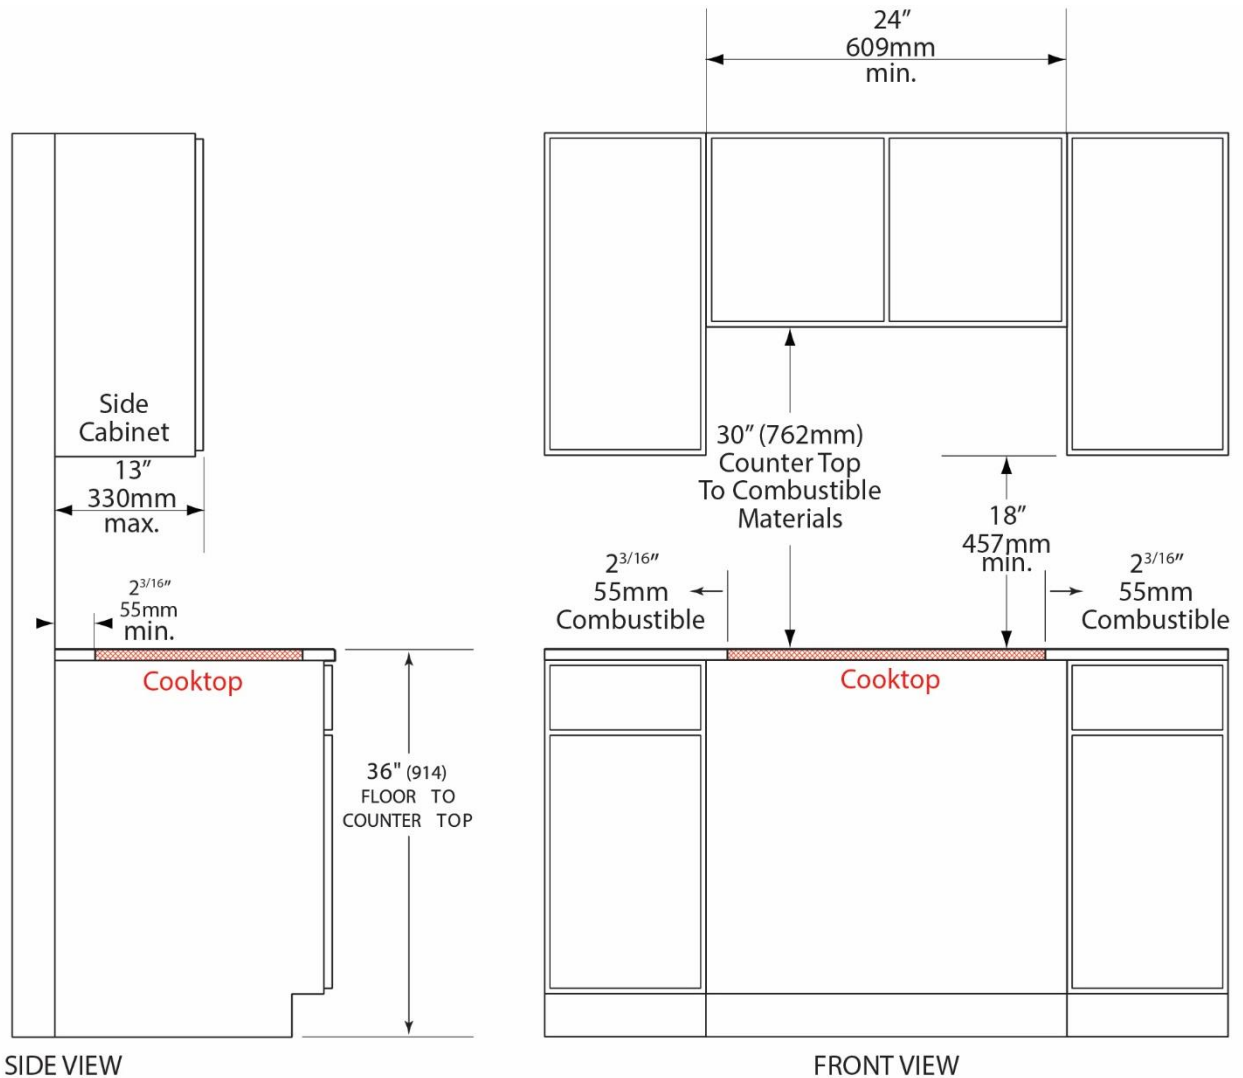 24"
609mm
min.
Side
Cabinet
13"
330mm
max.
2 3/16"
55mm
min.
Cooktop
36" (914)
FLOOR TO
COUNTER TOP
SIDE VIEW
30" (762mm)
Counter Top
To Combustible
Materials
18"
457mm
min.
2 3/16"
55mm
Combustible
2 3/16"
55mm
Combustible
Cooktop
FRONT VIEW